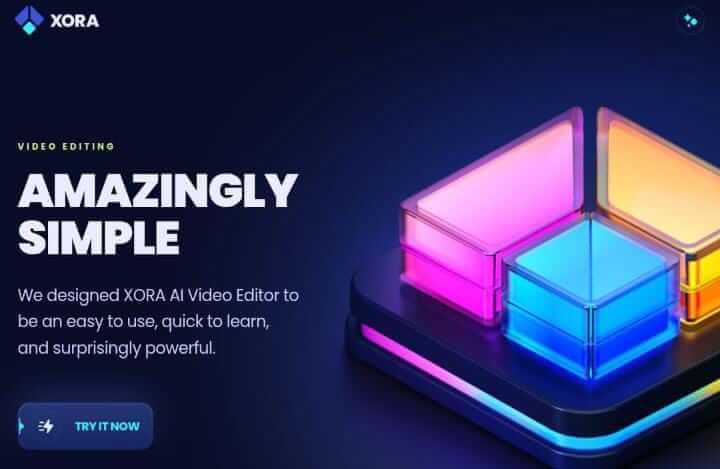 XORA
VIDEO EDITING
AMAZINGLY
SIMPLE
We designed XORA AI Video Editor to
be an easy to use, quick to learn,
and surprisingly powerful.
TRY IT NOW